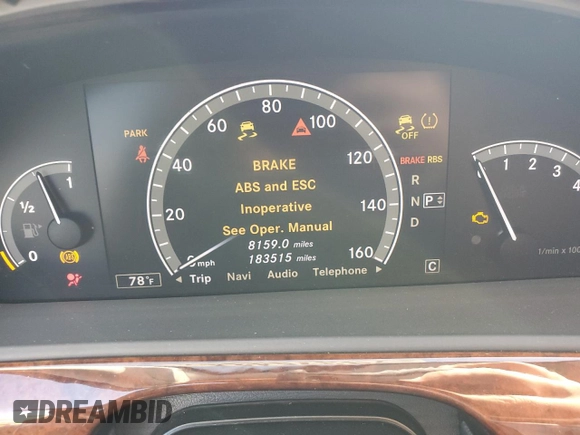 80
60
100
40
120
20
140
0 mph
160
PARK
BRAKE
ABS and ESC
Inoperative
See Oper. Manual
8159.0 miles
183515 miles
Trip Navi Audio Telephone
78°F
C
OFF
BRAKE RBS
R
N P
D
1
1/2
0
ABS
1
2
3
4
1/min x 100
DREAMBID